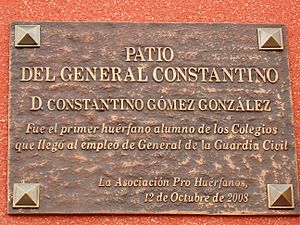 PATIO
DEL GENERAL CONSTANTINO
D. CONSTANTINO GÓMEZ GONZÁLEZ
Fue el primer huérfano alumno de los Colegios
que llegó al empleo de General de la Guardia Civil
La Asociación Pro Huérfanos,
12 de Octubre de 2003